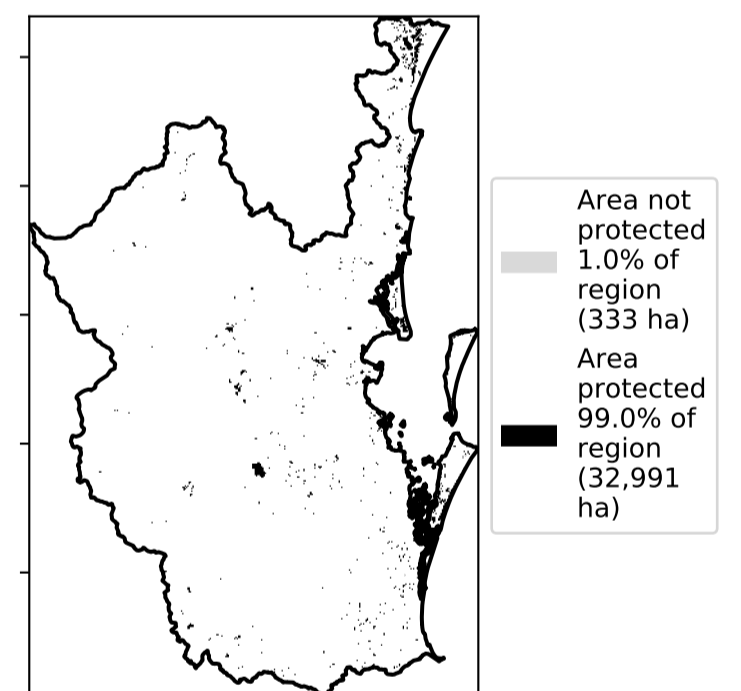 Area not
protected
1.0% of
region
(333 ha)
Area
protected
99.0% of
region
(32,991
ha)